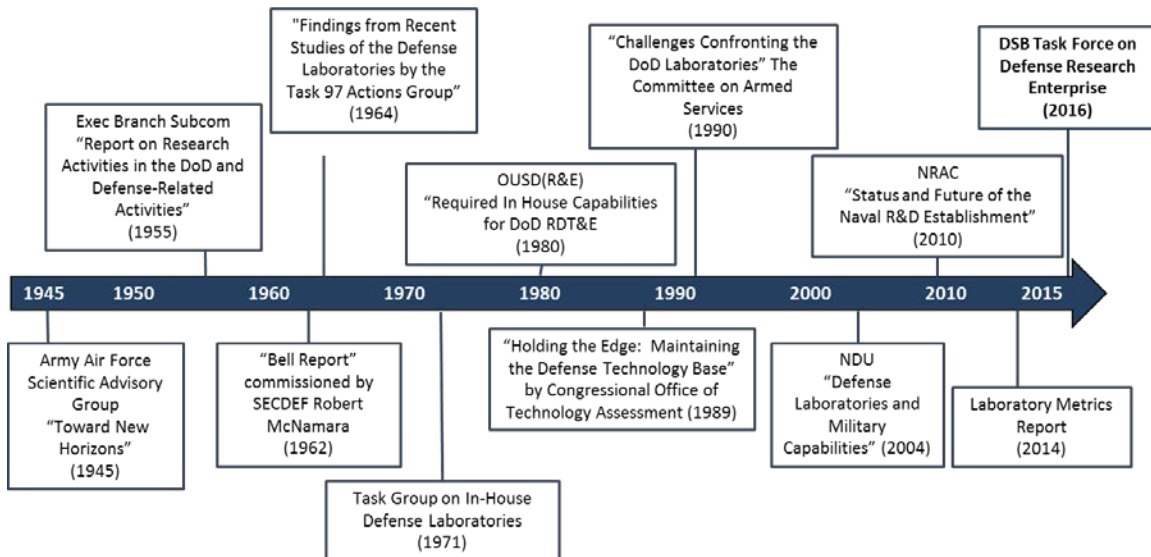 "Findings from Recent
Studies of the Defense
Laboratories by the
Task 97 Actions Group”
(1964)
“Challenges Confronting the
DoD Laboratories” The
Committee on Armed
Services
(1990)
DSB Task Force on
Defense Research
Enterprise
(2016)
Exec Branch Subcom
“Report on Research
Activities in the DoD and
Defense-Related
Activities”
(1955)
OUSD(R&E)
“Required In House Capabilities
for DoD RDT&E
(1980)
NRAC
“Status and Future of the
Naval R&D Establishment”
(2010)
1945 1950 1960 1970 1980 1990 2000 2010 2015
Army Air Force
Scientific Advisory
Group
“Toward New
Horizons”
(1945)
“Bell Report”
commissioned by
SECDEF Robert
McNamara
(1962)
“Holding the Edge: Maintaining
the Defense Technology Base”
by Congressional Office of
Technology Assessment (1989)
NDU
“Defense
Laboratories and
Military
Capabilities” (2004)
Laboratory Metrics
Report
(2014)
Task Group on In-House
Defense Laboratories
(1971)